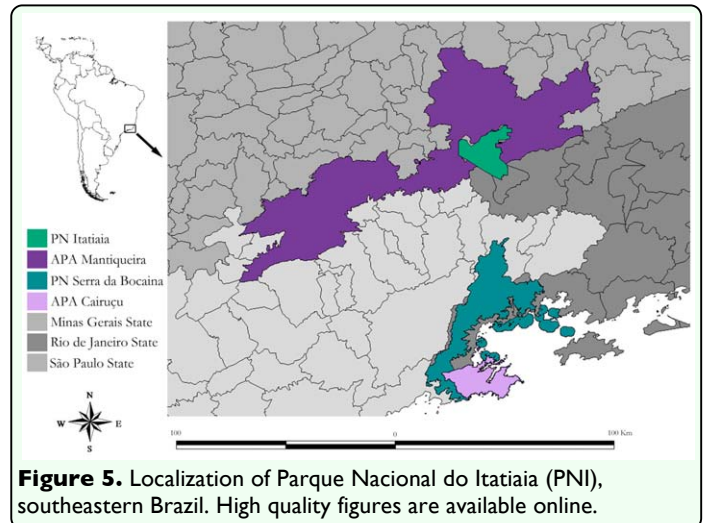 PN Itatiaia
APA Mantiqueira
PN Serra da Bocaina
APA Cairuçu
Minas Gerais State
Rio de Janeiro State
São Paulo State
N
W E
S
100 0 100 Km
Figure 5. Localization of Parque Nacional do Itatiaia (PNI),
southeastern Brazil. High quality figures are available online.